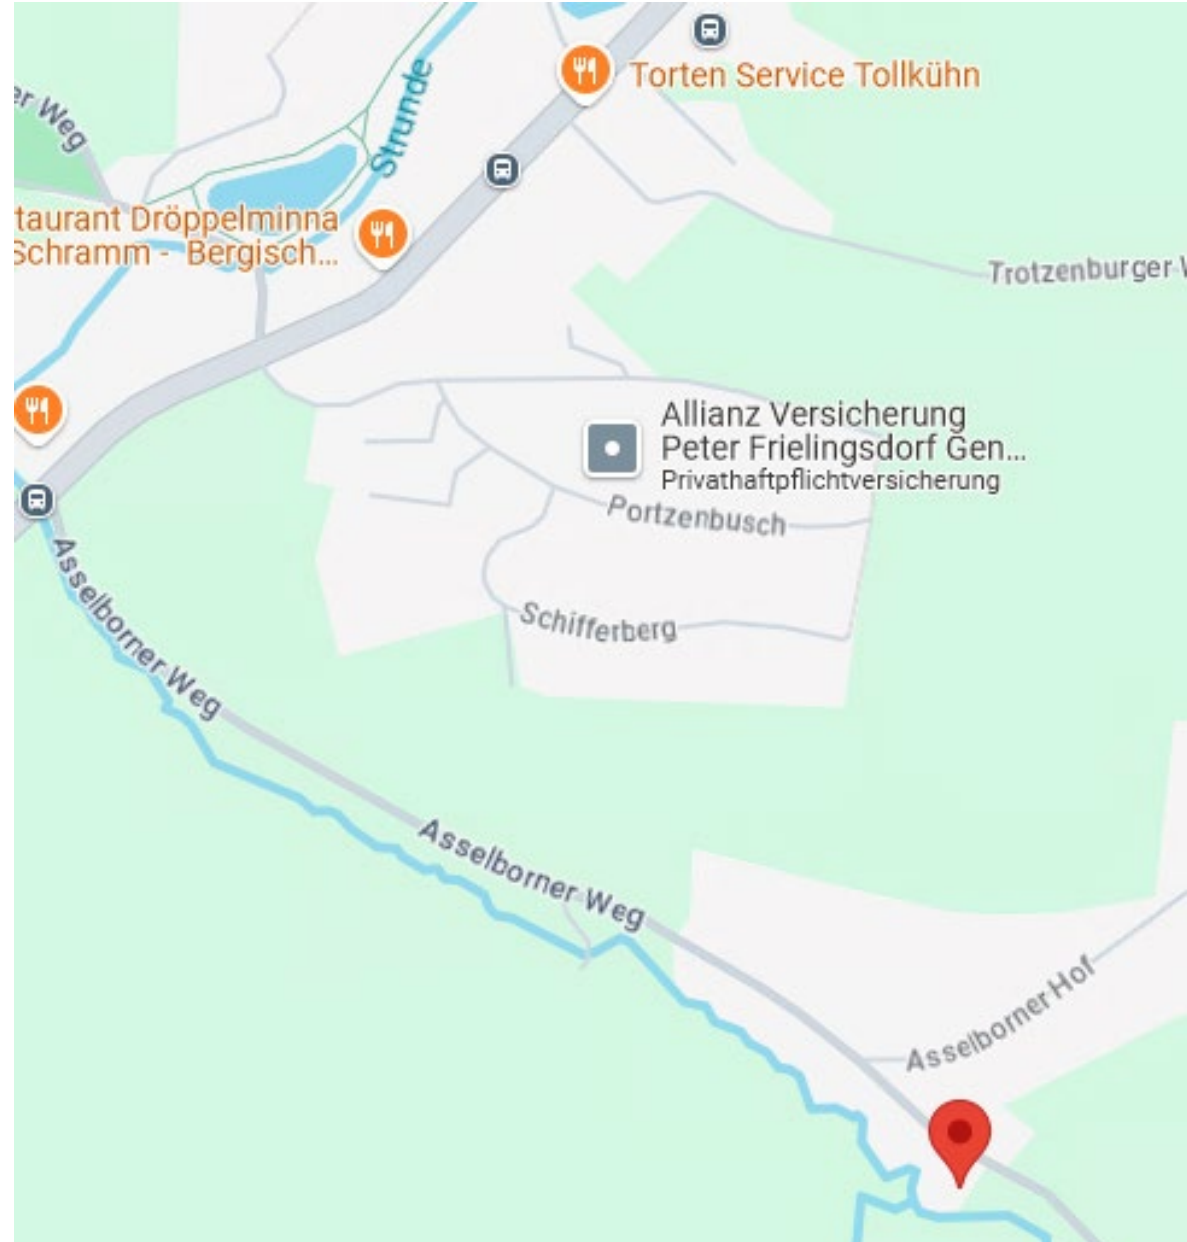 Torten Service Tollkühn
er Weg
Strunde
taurant Dröppelminna
Schramm - Bergisch...
Trotzenburger
Allianz Versicherung
Peter Frielingsdorf Gen...
Privathaftpflichtversicherung
Portzenbusch
Asselborner Weg
Schifferberg
Asselborner Weg
Asselborner Hof